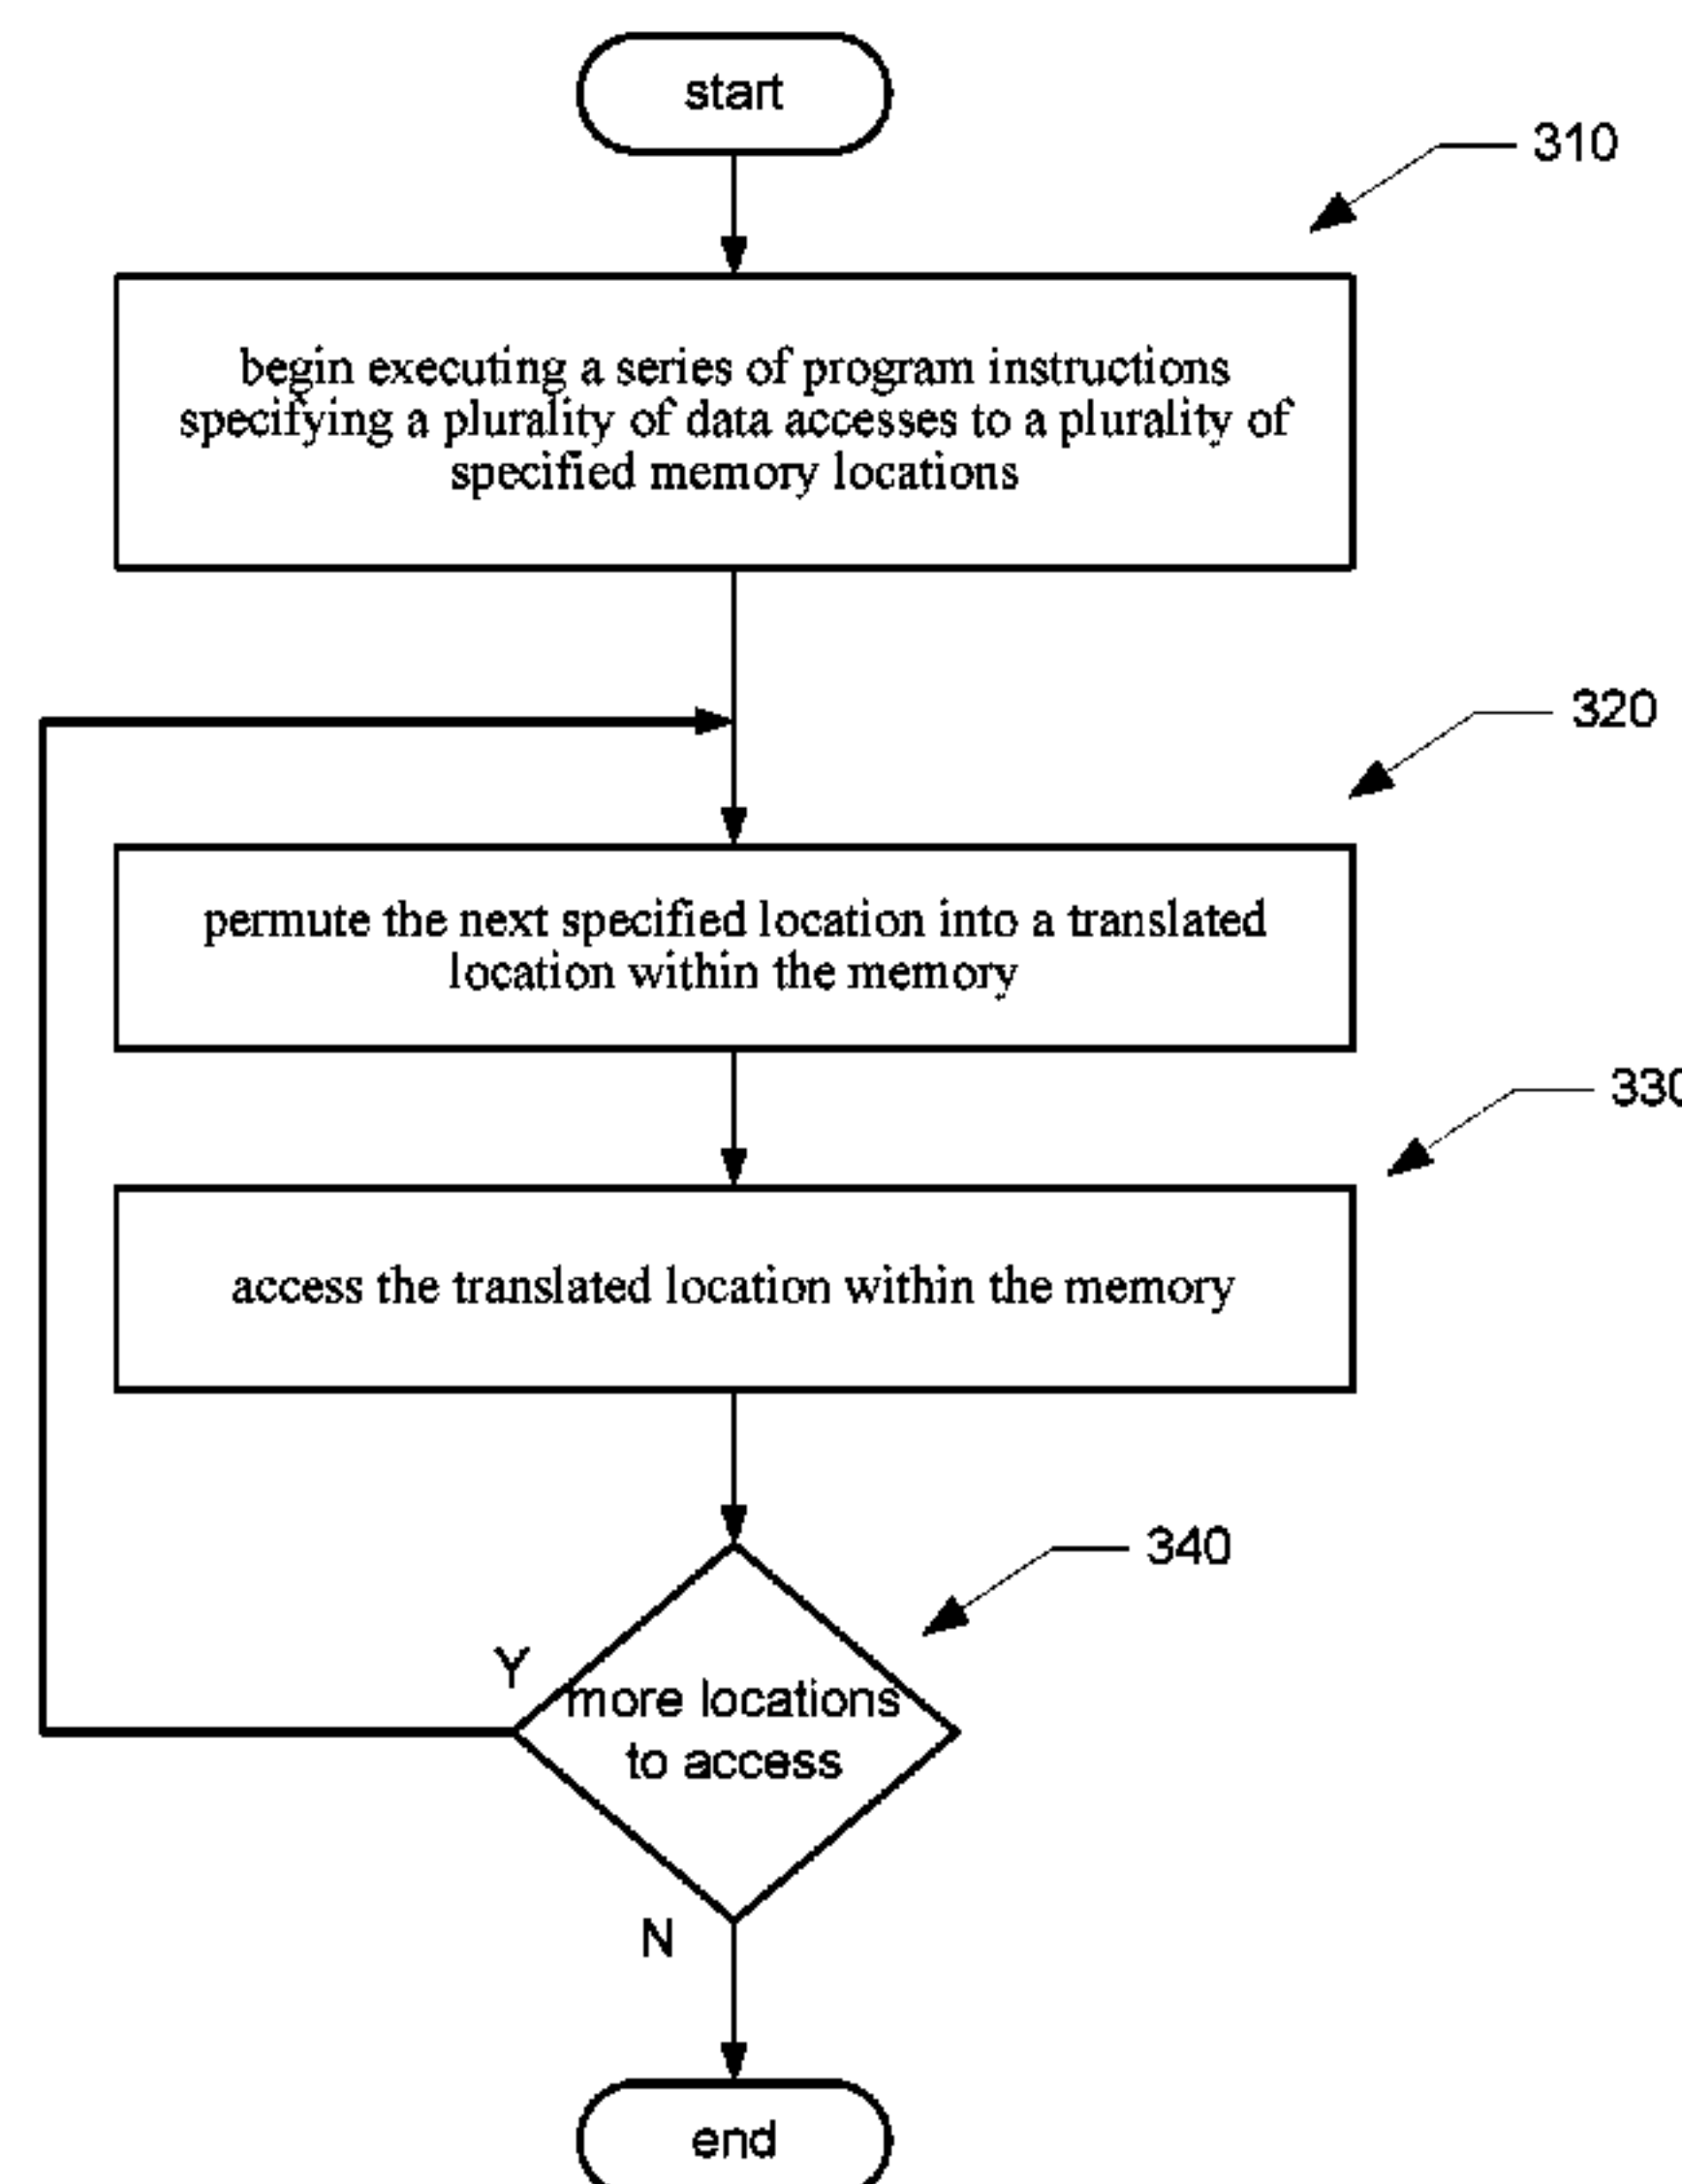 start
310
begin executing a series of program instructions
specifying a plurality of data accesses to a plurality of
specified memory locations
320
permute the next specified location into a translated
location within the memory
330
access the translated location within the memory
340
Y
more locations
to access
N
end